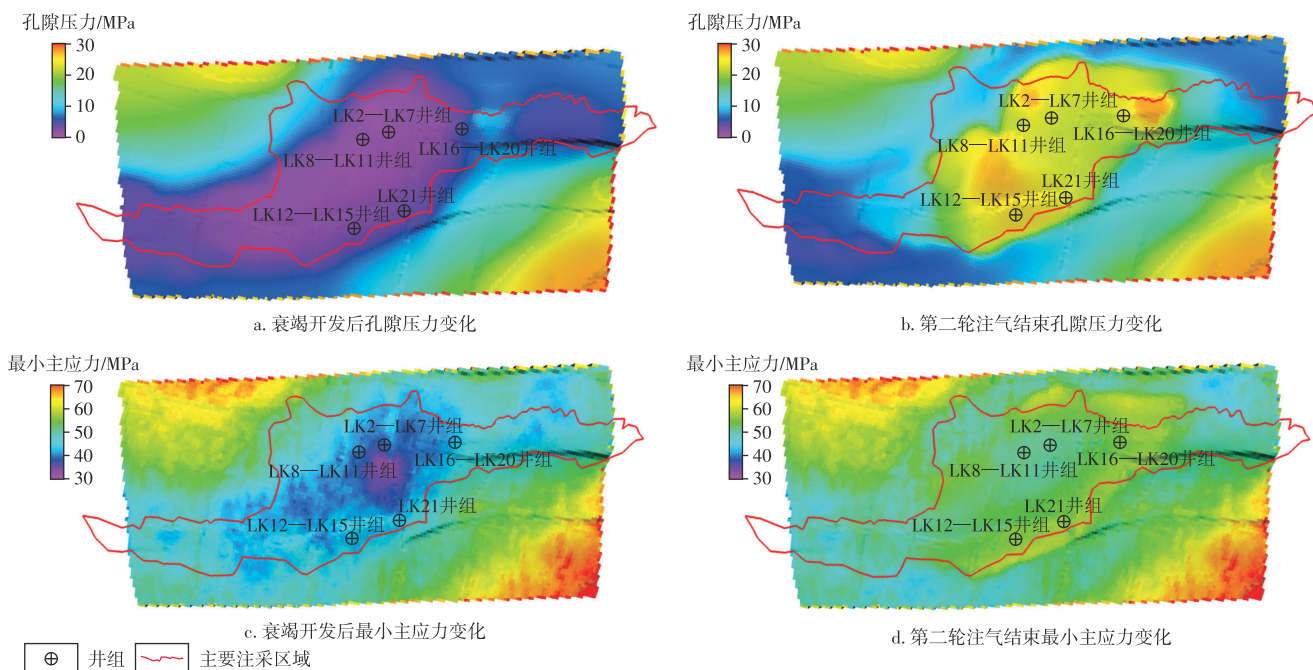 孔隙压力/MPa
30
20
10
0
LK2—LK7井组
LK8—LK11井组
LK16—LK20井组
LK21井组
LK12—LK15井组
a. 衰竭开发后孔隙压力变化
孔隙压力/MPa
30
20
10
0
LK2—LK7井组
LK8—LK11井组
LK16—LK20井组
LK21井组
LK12—LK15井组
b. 第二轮注气结束孔隙压力变化
最小主应力/MPa
70
60
50
40
30
LK2—LK7井组
LK8—LK11井组
LK16—LK20井组
LK21井组
LK12—LK15井组
c. 衰竭开发后最小主应力变化
最小主应力/MPa
70
60
50
40
30
LK2—LK7井组
LK8—LK11井组
LK16—LK20井组
LK21井组
LK12—LK15井组
d. 第二轮注气结束最小主应力变化
井组 主要注采区域